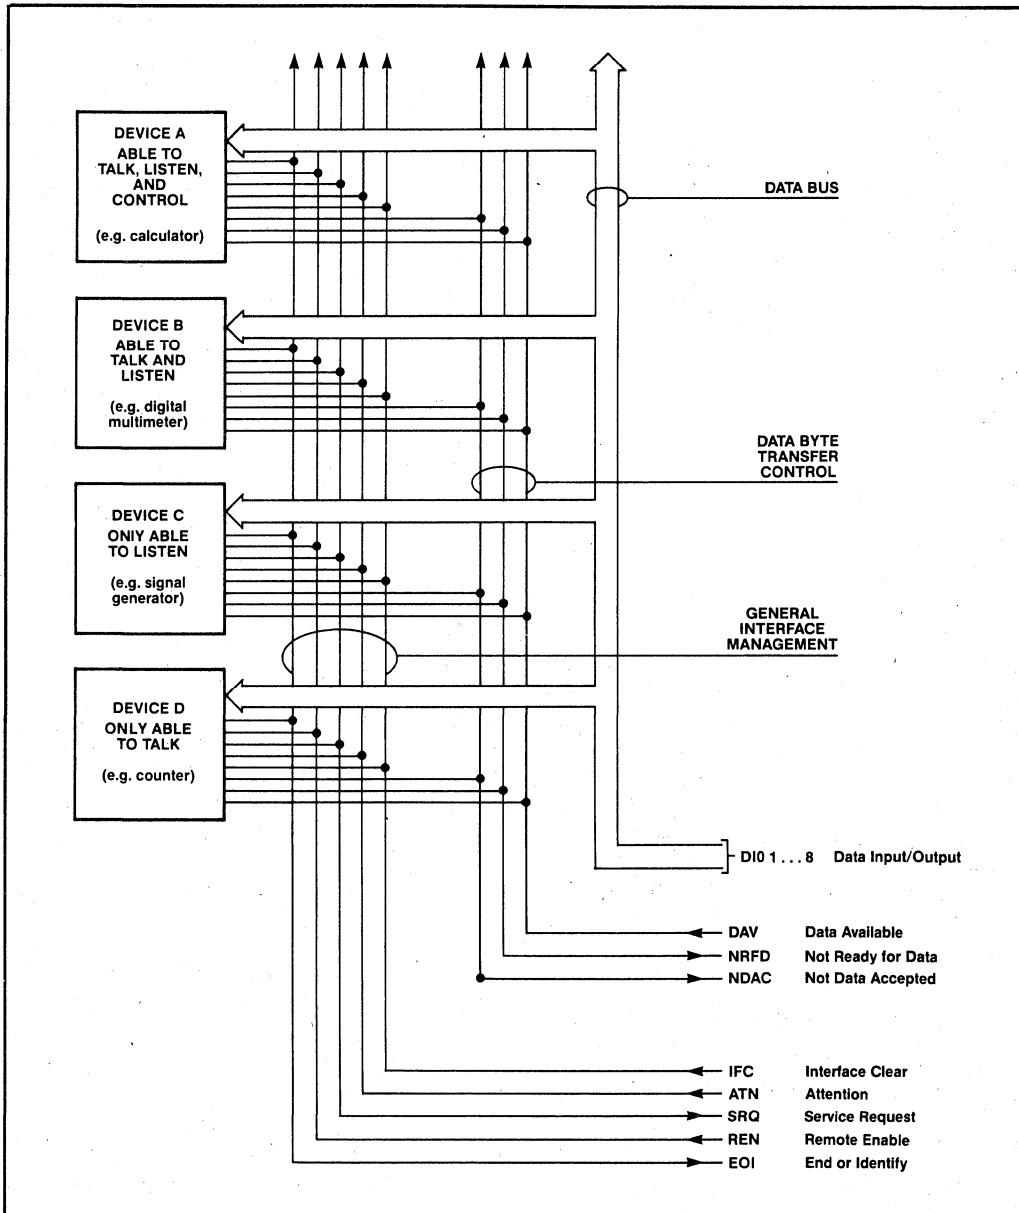 DEVICE A
ABLE TO
TALK, LISTEN,
AND
CONTROL
(e.g. calculator)
DATA BUS
DEVICE B
ABLE TO
TALK AND
LISTEN
(e.g. digital
multimeter)
DATA BYTE
TRANSFER
CONTROL
DEVICE C
ONlY ABLE
TO LISTEN
(e.g. signal
generator)
GENERAL
INTERFACE
MANAGEMENT
DEVICE D
ONLY ABLE
TO TALK
(e.g. counter)
DI0 1 . . . 8 Data Input/Output
DAV Data Available
NRFD Not Ready for Data
NDAC Not Data Accepted
IFC Interface Clear
ATN Attention
SRQ Service Request
REN Remote Enable
EOI End or Identify